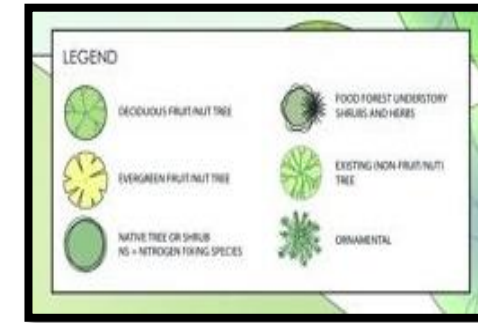 LEGEND
DECIDUOUS FRUIT/NUT TREE
EVERGREEN FRUIT/NUT TREE
NATIVE TREE OR SHRUB
NS = NITROGEN FIXING SPECIES
FOOD FOREST UNDERSTORY
SHRUBS AND HERBS
EXISTING (NON-FRUIT/NUT)
TREE
ORNAMENTAL